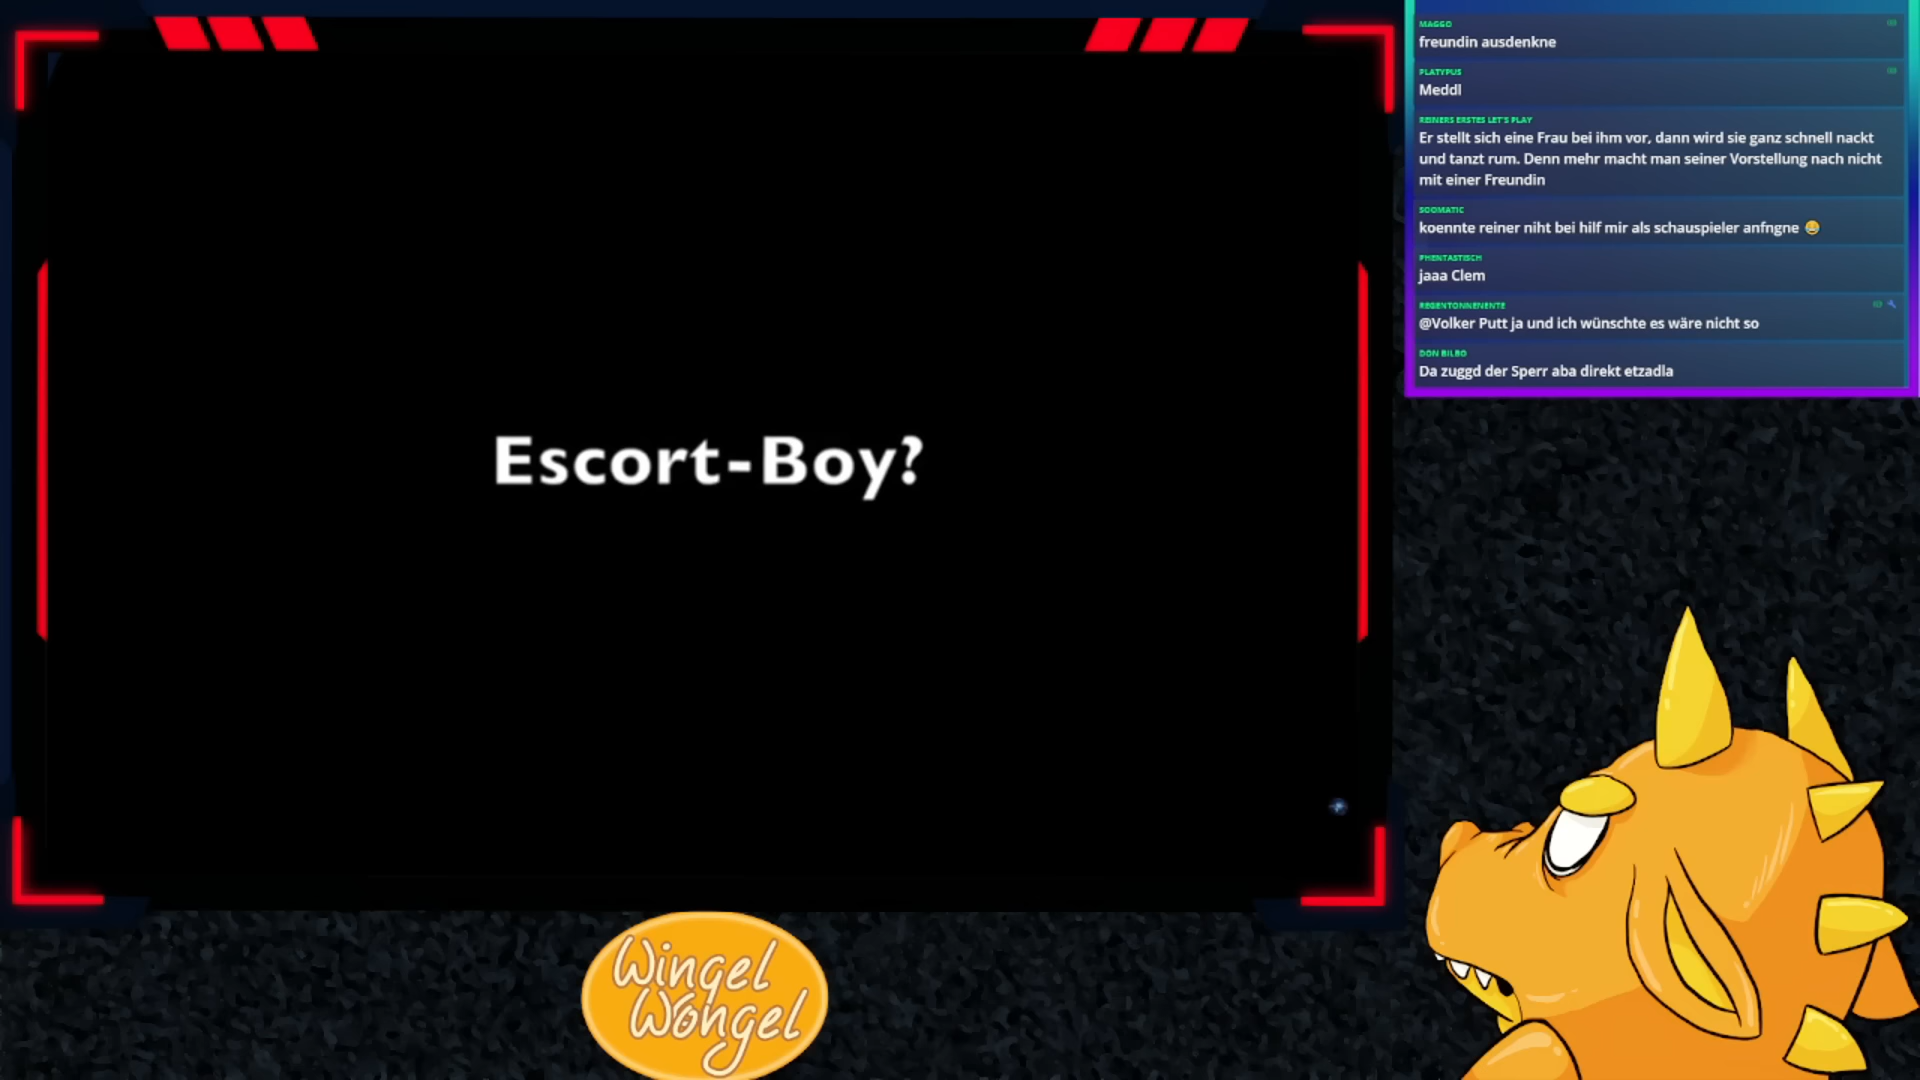 Escort-Boy?
MAGGO
freundin ausdenkne
PLATYPUS
Meddl
REINERS ERSTES LET'S PLAY
Er stellt sich eine Frau bei ihm vor, dann wird sie ganz schnell nackt
und tanzt rum. Denn mehr macht man seiner Vorstellung nach nicht
mit einer Freundin
SOOMATIC
koennte reiner niht bei hilf mir als schauspieler anfngne 😂
PHENTASTISCH
jaaa Clem
REGENTONNENENTE
@Volker Putt ja und ich wünschte es wäre nicht so
DON BILBO
Da zuggd der Sperr aba direkt etzadla
Wingel
Wongel